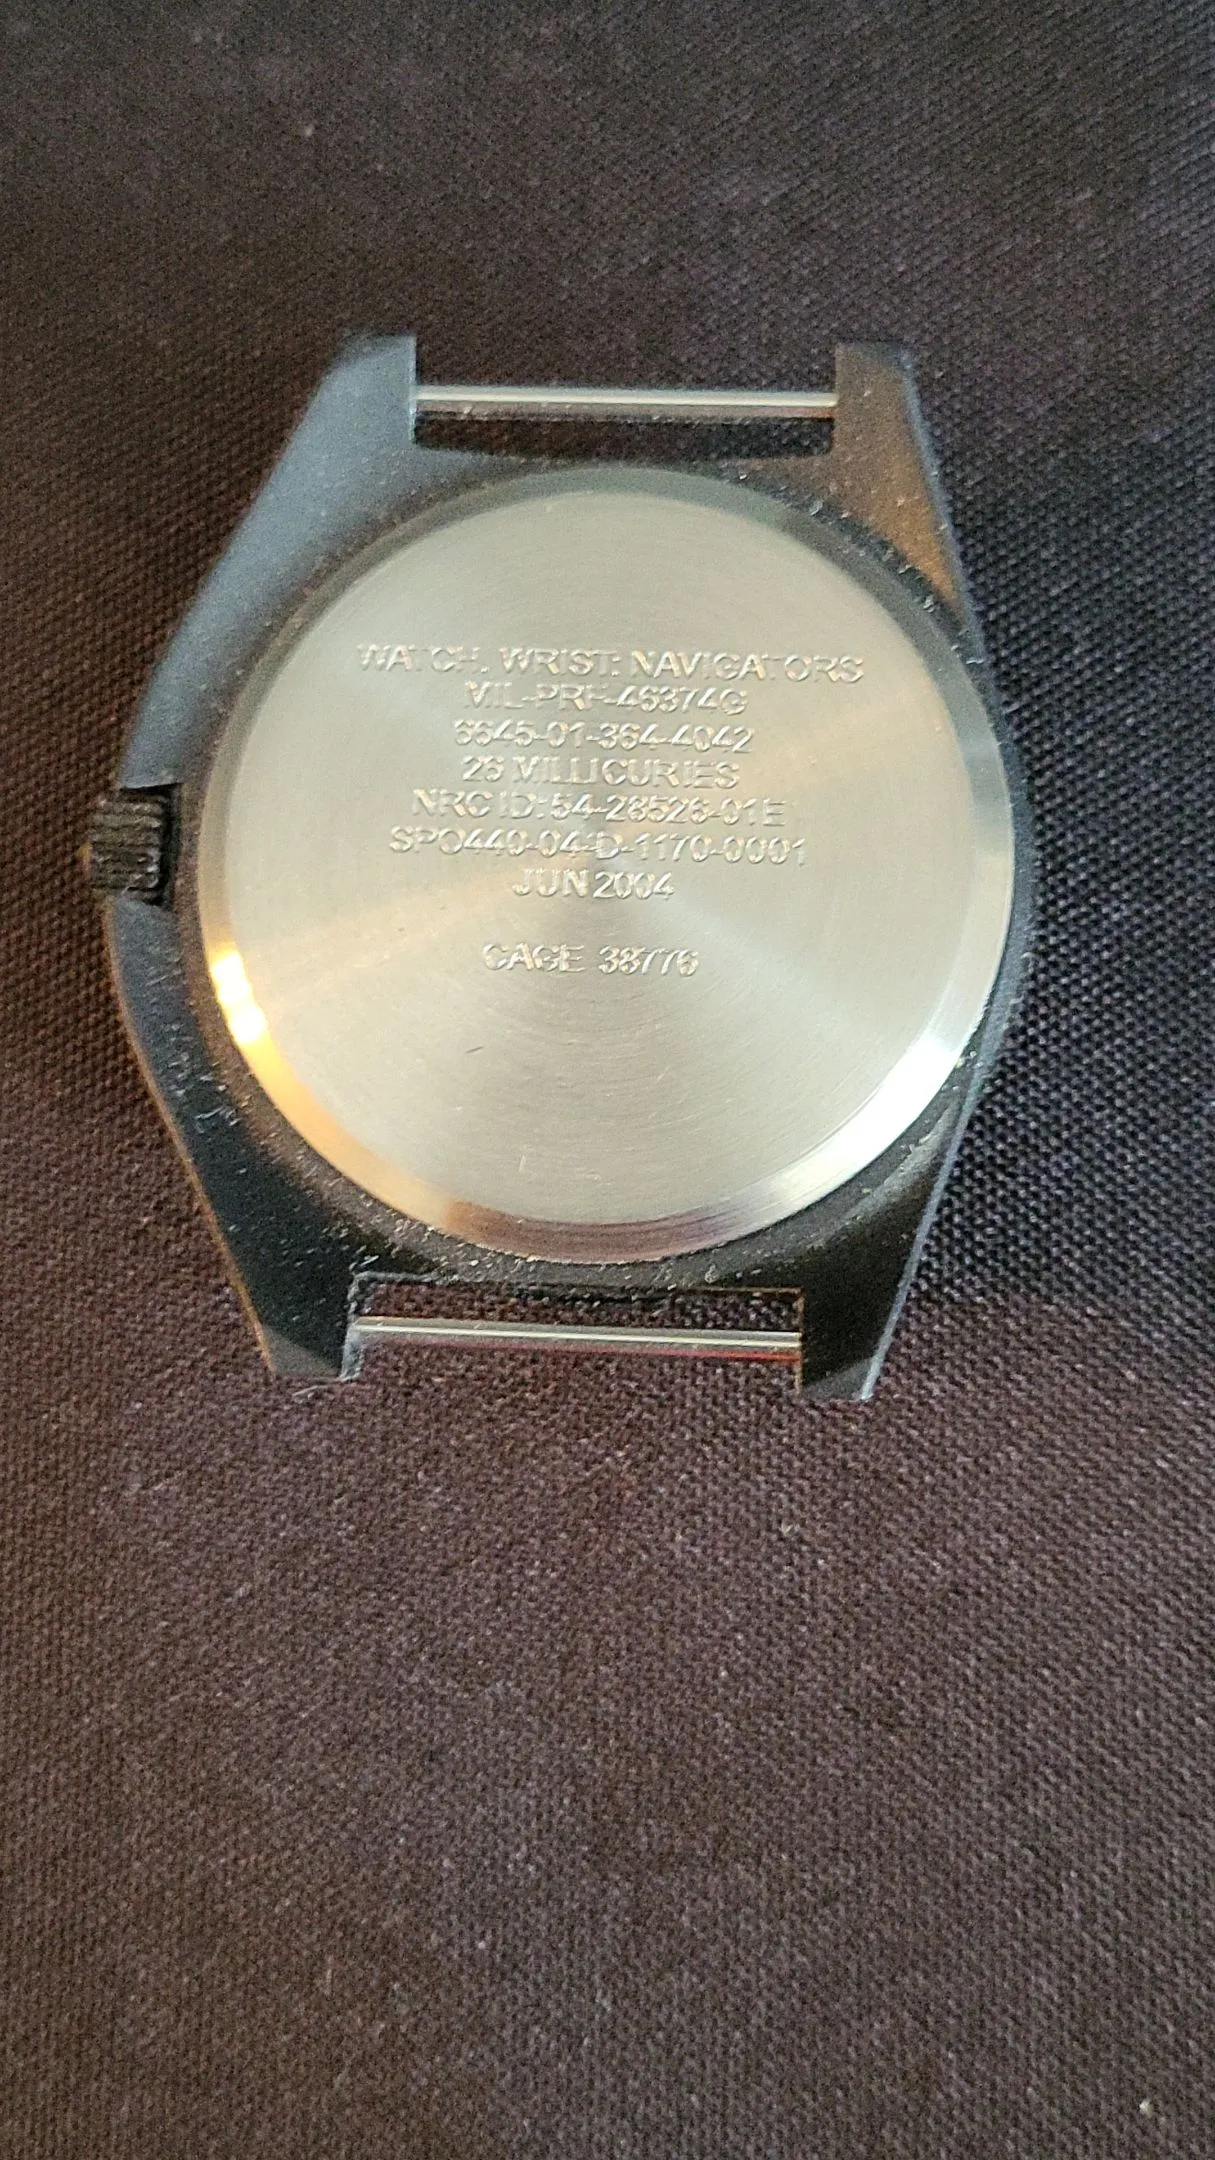 WATCH, WRIST: NAVIGATORS
MIL-PRF-46374G
6645-01-364-4042
26 MILLICURIES
NRC ID: 54-28526-01E
SPO440-04-D-1170-0001
JUN 2004
CAGE 38776